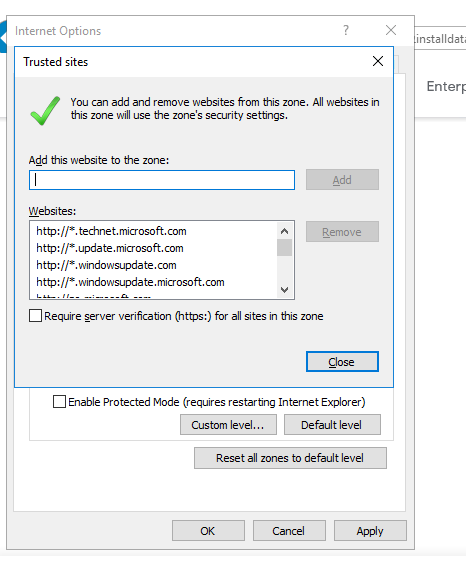 Internet Options
?
installdata
Enterp
Trusted sites
You can add and remove websites from this zone. All websites in
this zone will use the zone's security settings.
Add this website to the zone:
Add
Websites:
http://*.technet.microsoft.com
http://*.update.microsoft.com
http://*.windowsupdate.com
http://*.windowsupdate.microsoft.com
Remove
Require server verification (https:) for all sites in this zone
Close
Enable Protected Mode (requires restarting Internet Explorer)
Custom level...
Default level
Reset all zones to default level
OK
Cancel
Apply